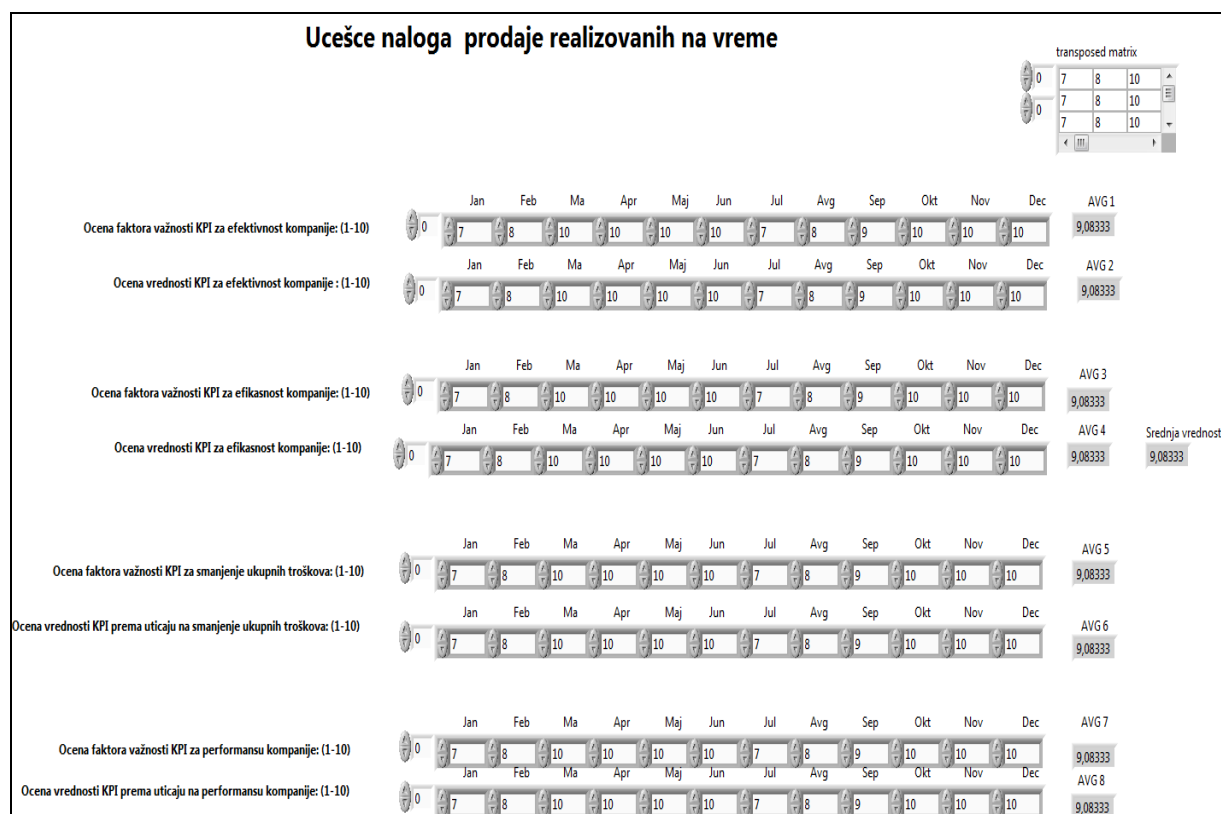 Ucešce naloga prodaje realizovanih na vreme
transposed matrix
0 7 8 10
0 7 8 10
7 8 10
Jan Feb Ma Apr Maj Jun Jul Avg Sep Okt Nov Dec AVG 1
Ocena faktora važnosti KPI za efektivnost kompanije: (1-10) 0 7 8 10 10 10 10 7 8 9 10 10 10 9,08333
Jan Feb Ma Apr Maj Jun Jul Avg Sep Okt Nov Dec AVG 2
Ocena vrednosti KPI za efektivnost kompanije : (1-10) 0 7 8 10 10 10 10 7 8 9 10 10 10 9,08333
Jan Feb Ma Apr Maj Jun Jul Avg Sep Okt Nov Dec AVG 3
Ocena faktora važnosti KPI za efikasnost kompanije: (1-10) 0 7 8 10 10 10 10 7 8 9 10 10 10 9,08333
Jan Feb Ma Apr Maj Jun Jul Avg Sep Okt Nov Dec AVG 4 Srednja vrednost
Ocena vrednosti KPI za efikasnost kompanije: (1-10) 0 7 8 10 10 10 10 7 8 9 10 10 10 9,08333 9,08333
Jan Feb Ma Apr Maj Jun Jul Avg Sep Okt Nov Dec AVG 5
Ocena faktora važnosti KPI za smanjenje ukupnih troškova: (1-10) 0 7 8 10 10 10 10 7 8 9 10 10 10 9,08333
Jan Feb Ma Apr Maj Jun Jul Avg Sep Okt Nov Dec AVG 6
Ocena vrednosti KPI prema uticaju na smanjenje ukupnih troškova: (1-10) 0 7 8 10 10 10 10 7 8 9 10 10 10 9,08333
Jan Feb Ma Apr Maj Jun Jul Avg Sep Okt Nov Dec AVG 7
Ocena faktora važnosti KPI za performansu kompanije: (1-10) 0 7 8 10 10 10 10 7 8 9 10 10 10 9,08333
Jan Feb Ma Apr Maj Jun Jul Avg Sep Okt Nov Dec AVG 8
Ocena vrednosti KPI prema uticaju na performansu kompanije: (1-10) 0 7 8 10 10 10 10 7 8 9 10 10 10 9,08333